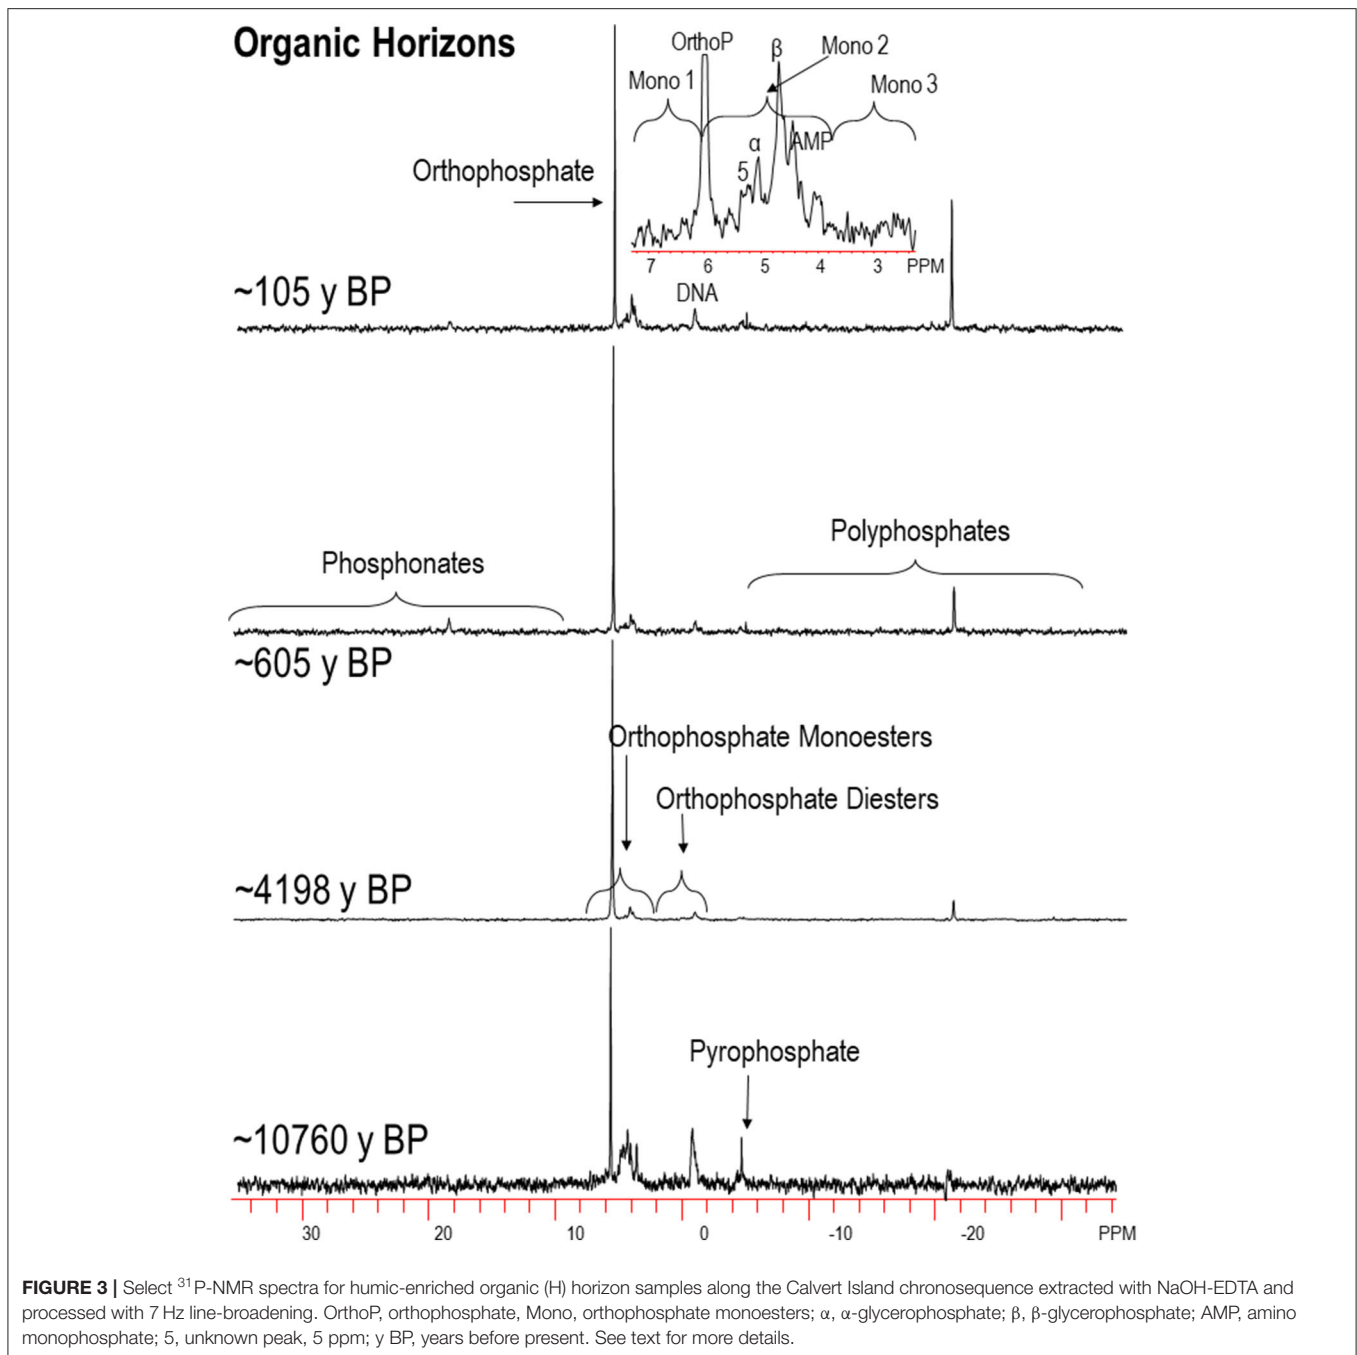 Organic Horizons
OrthoP
β
Mono 2
Mono 1
Mono 3
α
AMP
5
Orthophosphate
7 6 5 4 3 PPM
~105 y BP
DNA
Polyphosphates
Phosphonates
~605 y BP
Orthophosphate Monoesters
Orthophosphate Diesters
~4198 y BP
Pyrophosphate
~10760 y BP
30 20 10 0 -10 -20 PPM
FIGURE 3 | Select ³¹P-NMR spectra for humic-enriched organic (H) horizon samples along the Calvert Island chronosequence extracted with NaOH-EDTA and
processed with 7 Hz line-broadening. OrthoP, orthophosphate, Mono, orthophosphate monoesters; α, α-glycerophosphate; β, β-glycerophosphate; AMP, amino
monophosphate; 5, unknown peak, 5 ppm; y BP, years before present. See text for more details.